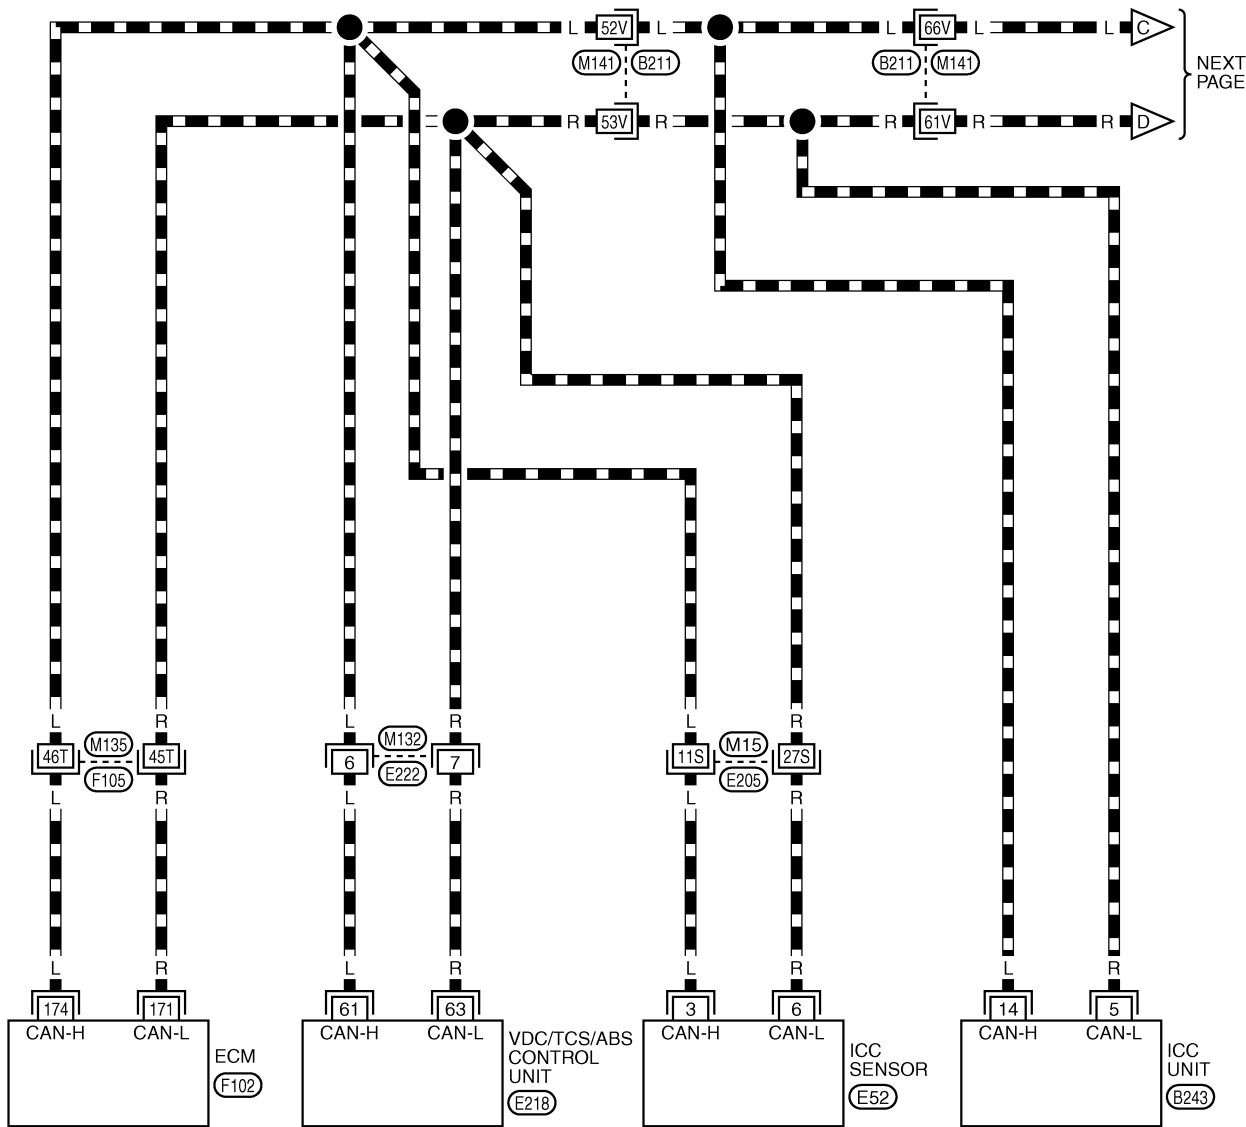 L 52V L L 66V L L C
M141 B211 B211 M141
NEXT
PAGE
R 53V R R 61V R R D
L R L R L R
46T M135 45T 6 M132 7 11S M15 27S
F105 E222 E205
L R L R L R
L R L R L R L R
174 171 61 63 3 6 14 5
CAN-H CAN-L CAN-H CAN-L CAN-H CAN-L CAN-H CAN-L
ECM
F102
VDC/TCS/ABS
CONTROL
UNIT
E218
ICC
SENSOR
E52
ICC
UNIT
B243